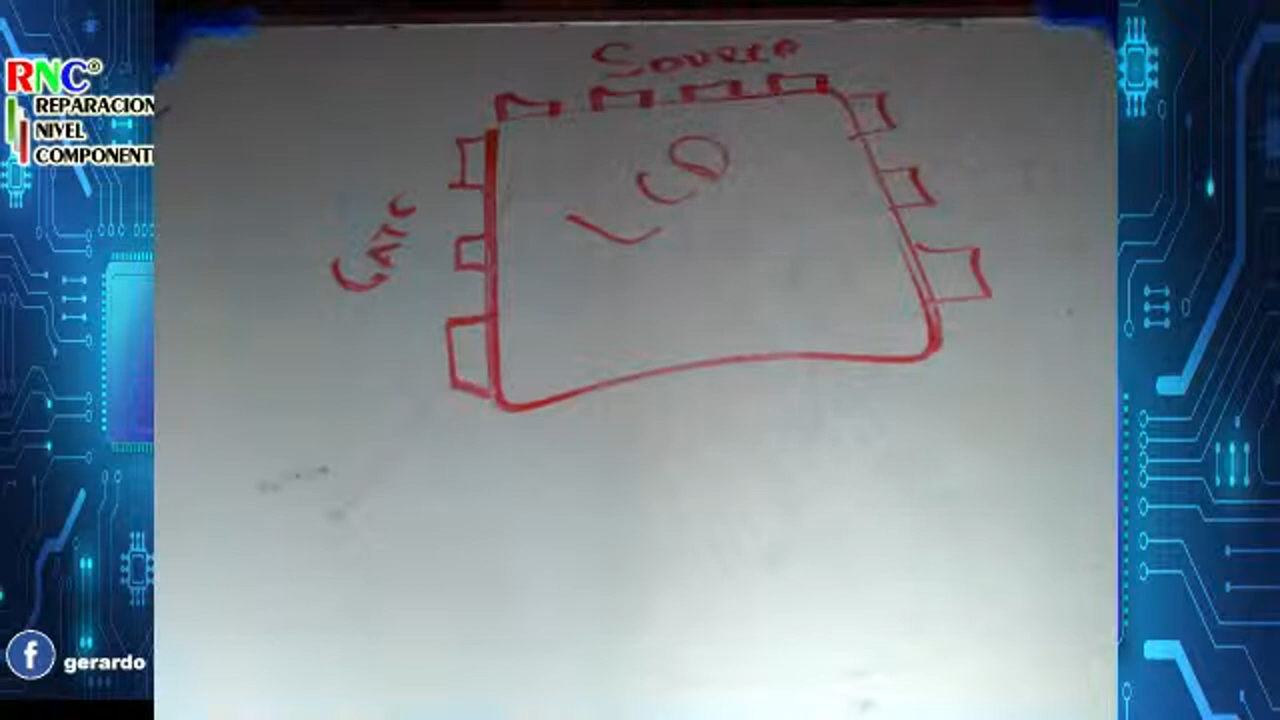 RNC®
REPARACION
NIVEL
COMPONENT
Source
LCD
GATE
f gerardo